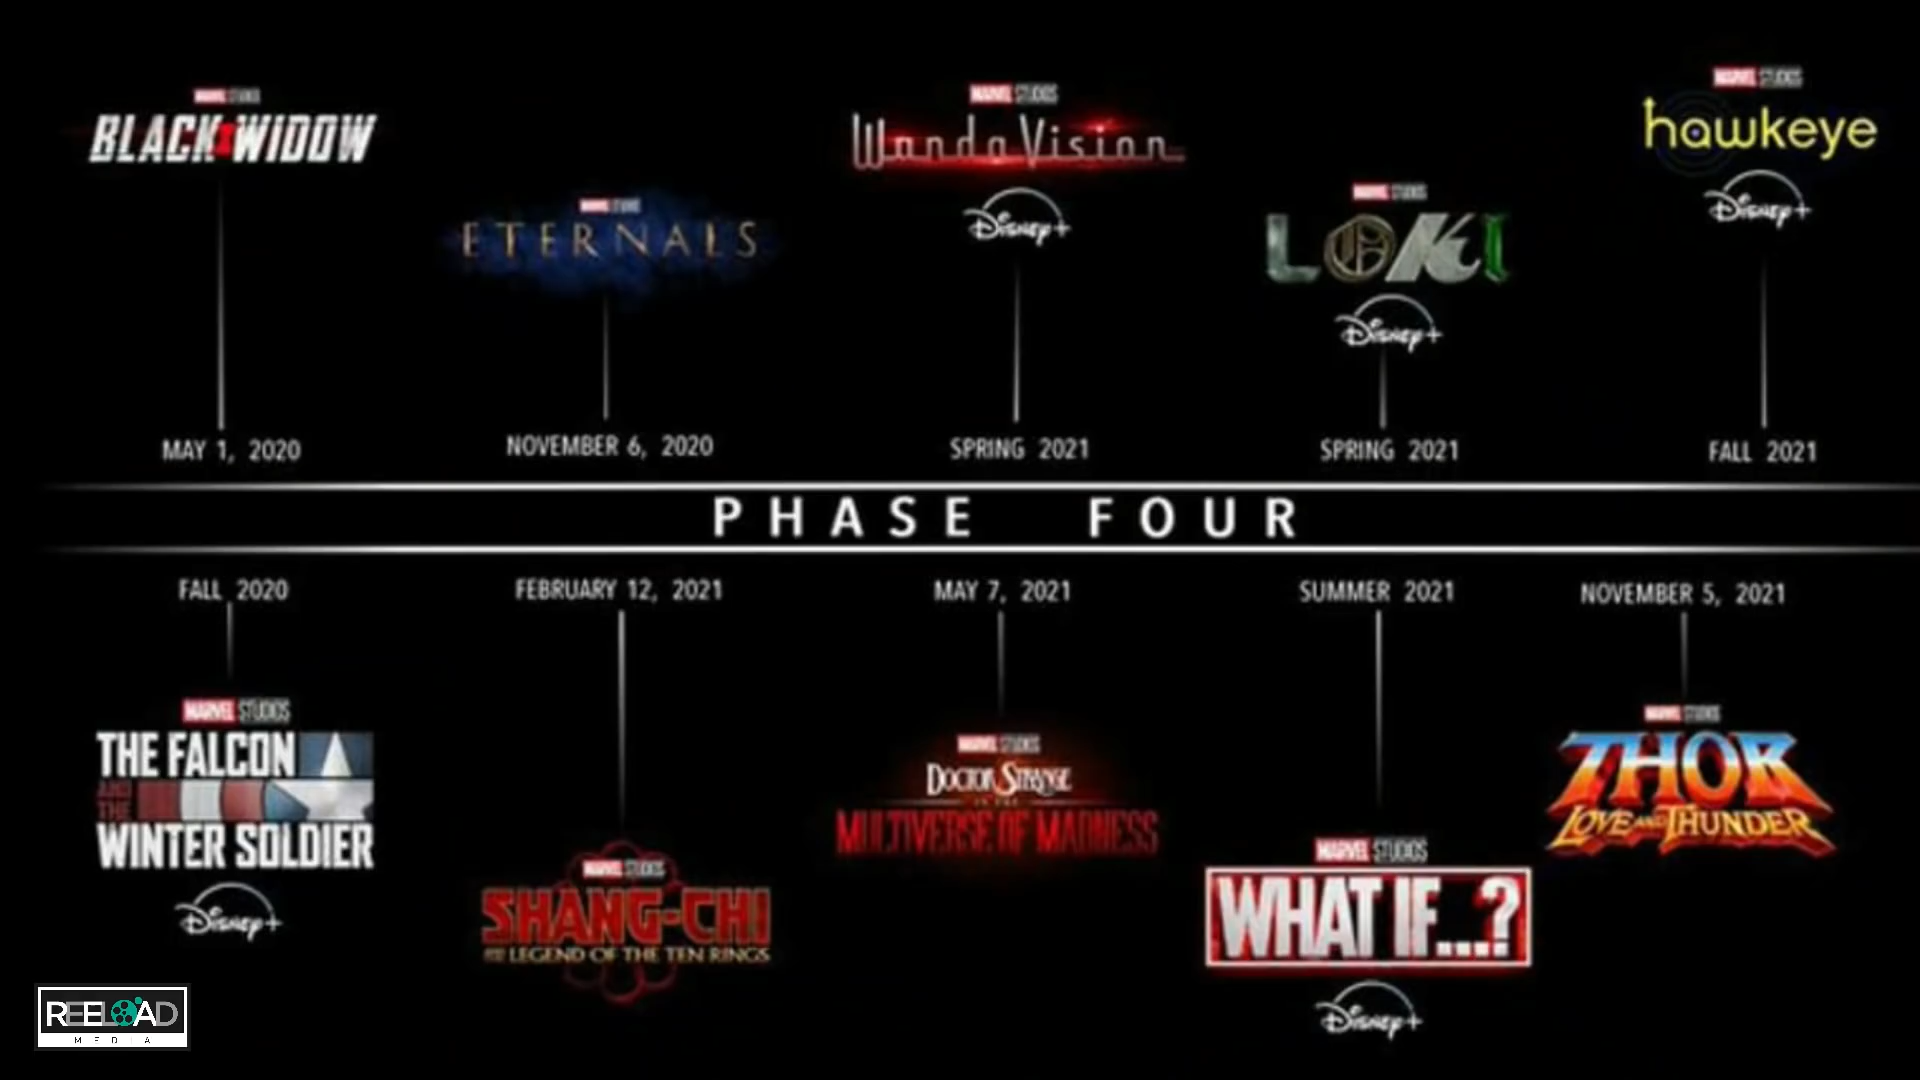 MARVEL STUDIOS
BLACK WIDOW
MAY 1, 2020
MARVEL STUDIOS
ETERNALS
NOVEMBER 6, 2020
MARVEL STUDIOS
WandaVision
Disney+
SPRING 2021
MARVEL STUDIOS
LOKI
Disney+
SPRING 2021
MARVEL STUDIOS
hawkeye
Disney+
FALL 2021
PHASE FOUR
FALL 2020
MARVEL STUDIOS
THE FALCON
AND
THE
WINTER SOLDIER
Disney+
FEBRUARY 12, 2021
MARVEL STUDIOS
SHANG-CHI
AND THE LEGEND OF THE TEN RINGS
MAY 7, 2021
MARVEL STUDIOS
DOCTOR STRANGE
IN THE
MULTIVERSE OF MADNESS
SUMMER 2021
MARVEL STUDIOS
WHAT IF...?
Disney+
NOVEMBER 5, 2021
MARVEL STUDIOS
THOR
LOVE AND THUNDER
REELOAD
MEDIA